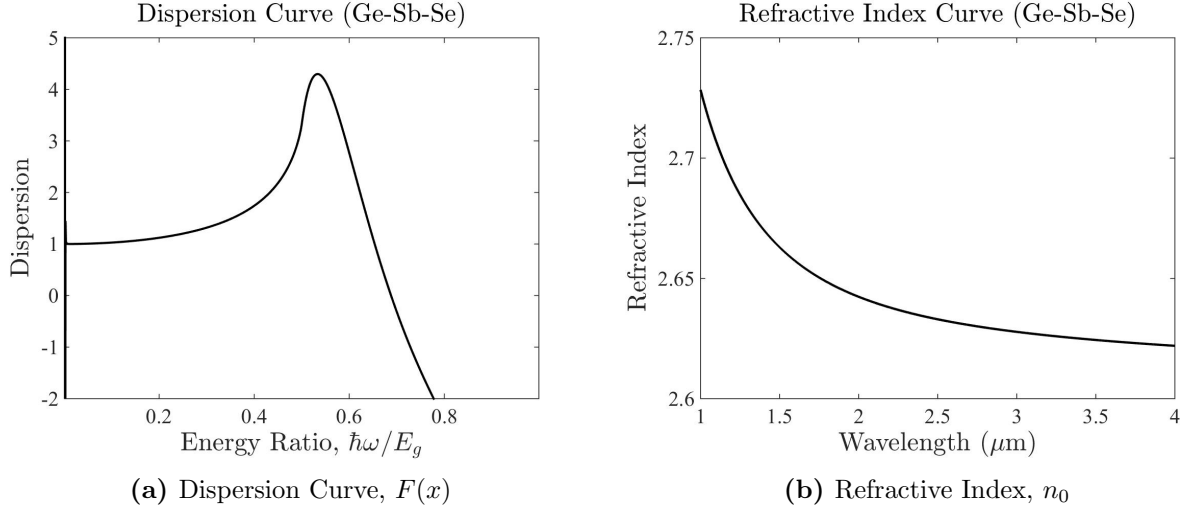 Dispersion Curve (Ge-Sb-Se)
5
4
3
2
1
0
-1
-2
0.2 0.4 0.6 0.8
Dispersion
Energy Ratio, ℏω/E_g
(a) Dispersion Curve, F(x)
Refractive Index Curve (Ge-Sb-Se)
2.75
2.7
2.65
2.6
1 1.5 2 2.5 3 3.5 4
Refractive Index
Wavelength (μm)
(b) Refractive Index, n₀